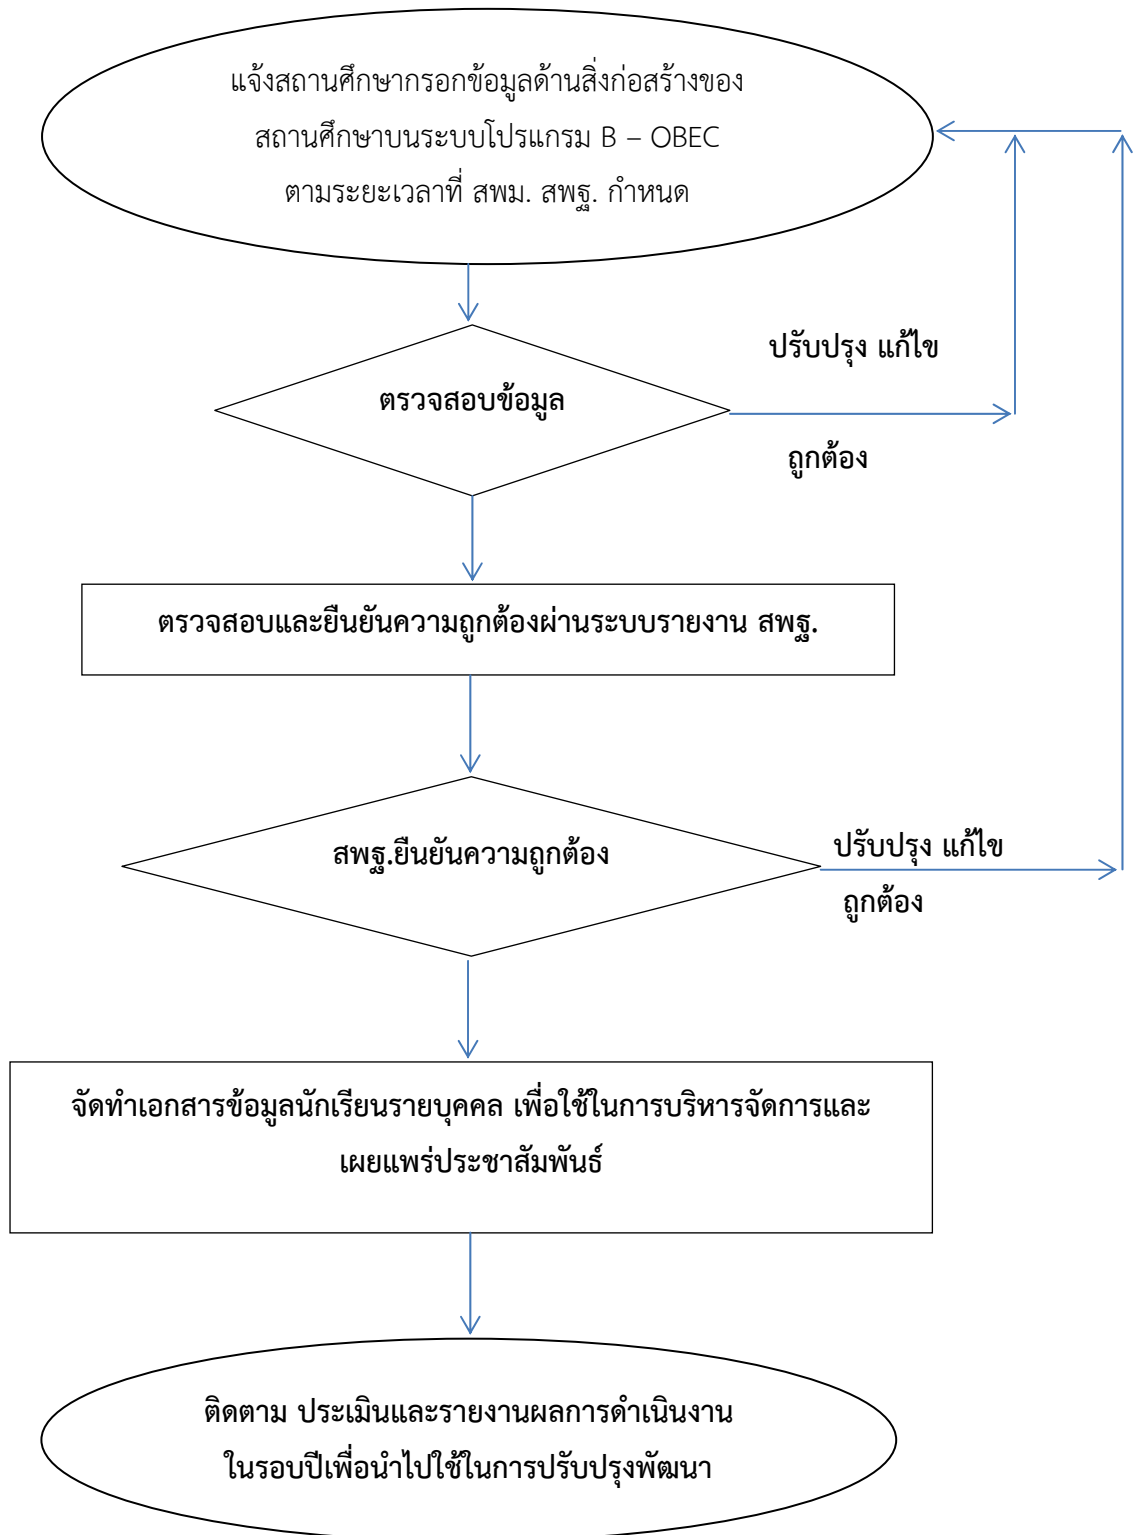 แจ้งสถานศึกษากรอกข้อมูลด้านสิ่งก่อสร้างของ
สถานศึกษาบนระบบโปรแกรม B – OBEC
ตามระยะเวลาที่ สพม. สพฐ. กำหนด
ปรับปรุง แก้ไข
ตรวจสอบข้อมูล
ถูกต้อง
ตรวจสอบและยืนยันความถูกต้องผ่านระบบรายงาน สพฐ.
ปรับปรุง แก้ไข
สพฐ.ยืนยันความถูกต้อง
ถูกต้อง
จัดทำเอกสารข้อมูลนักเรียนรายบุคคล เพื่อใช้ในการบริหารจัดการและ
เผยแพร่ประชาสัมพันธ์
ติดตาม ประเมินและรายงานผลการดำเนินงาน
ในรอบปีเพื่อนำไปใช้ในการปรับปรุงพัฒนา